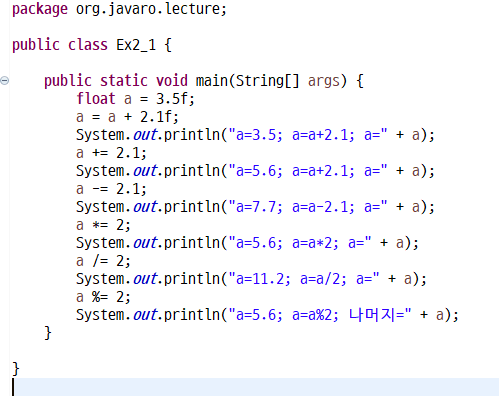 package org.javaro.lecture;
public class Ex2_1 {
public static void main(String[] args) {
float a = 3.5f;
a = a + 2.1f;
System.out.println("a=3.5; a=a+2.1; a=" + a);
a += 2.1;
System.out.println("a=5.6; a=a+2.1; a=" + a);
a -= 2.1;
System.out.println("a=7.7; a=a-2.1; a=" + a);
a *= 2;
System.out.println("a=5.6; a=a*2; a=" + a);
a /= 2;
System.out.println("a=11.2; a=a/2; a=" + a);
a %= 2;
System.out.println("a=5.6; a=a%2; 나머지=" + a);
}
}